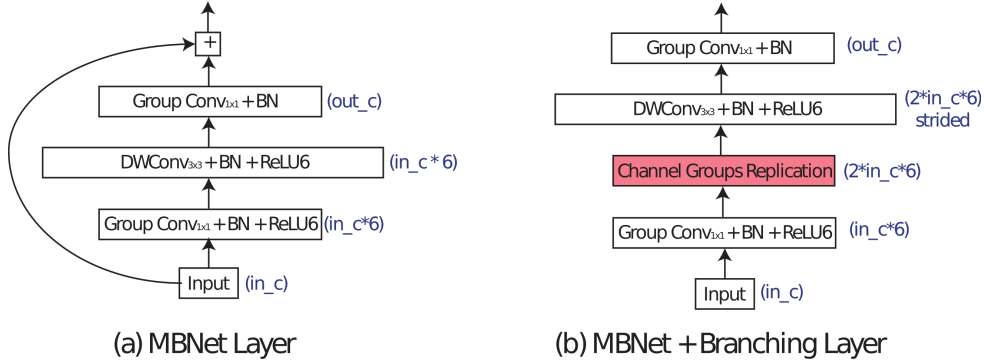 +
Group Conv1x1 + BN
(out_c)
DWConv3x3 + BN + ReLU6
(in_c * 6)
Group Conv1x1 + BN + ReLU6
(in_c*6)
Input
(in_c)
(a) MBNet Layer
Group Conv1x1 + BN
(out_c)
DWConv3x3 + BN + ReLU6
(2*in_c*6)
strided
Channel Groups Replication
(2*in_c*6)
Group Conv1x1 + BN + ReLU6
(in_c*6)
Input
(in_c)
(b) MBNet + Branching Layer